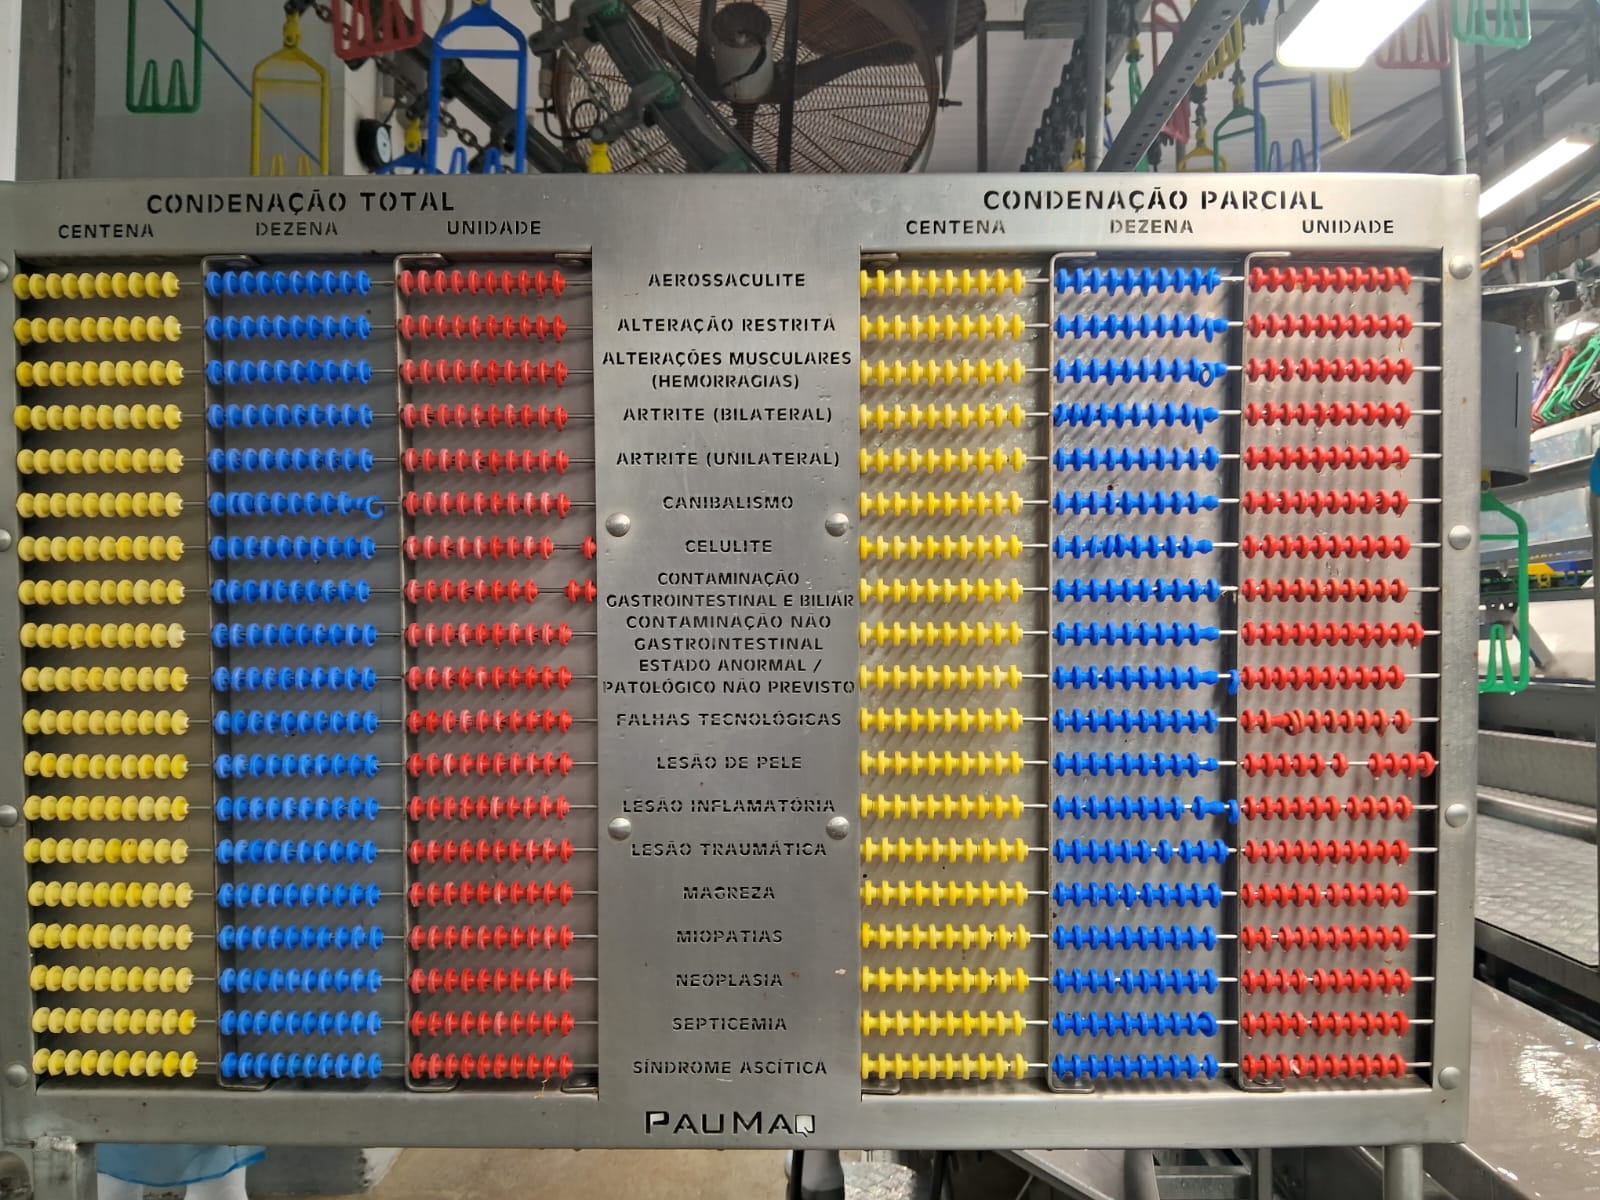 CONDENAÇÃO TOTAL
CENTENA DEZENA UNIDADE
CONDENAÇÃO PARCIAL
CENTENA DEZENA UNIDADE
AEROSSACULITE
ALTERAÇÃO RESTRITA
ALTERAÇÕES MUSCULARES
(HEMORRAGIAS)
ARTRITE (BILATERAL)
ARTRITE (UNILATERAL)
CANIBALISMO
CELULITE
CONTAMINAÇÃO
GASTROINTESTINAL E BILIAR
CONTAMINAÇÃO NÃO
GASTROINTESTINAL
ESTADO ANORMAL /
PATOLÓGICO NÃO PREVISTO
FALHAS TECNOLÓGICAS
LESÃO DE PELE
LESÃO INFLAMATÓRIA
LESÃO TRAUMÁTICA
MAGREZA
MIOPATIAS
NEOPLASIA
SEPTICEMIA
SÍNDROME ASCÍTICA
PAUMAQ